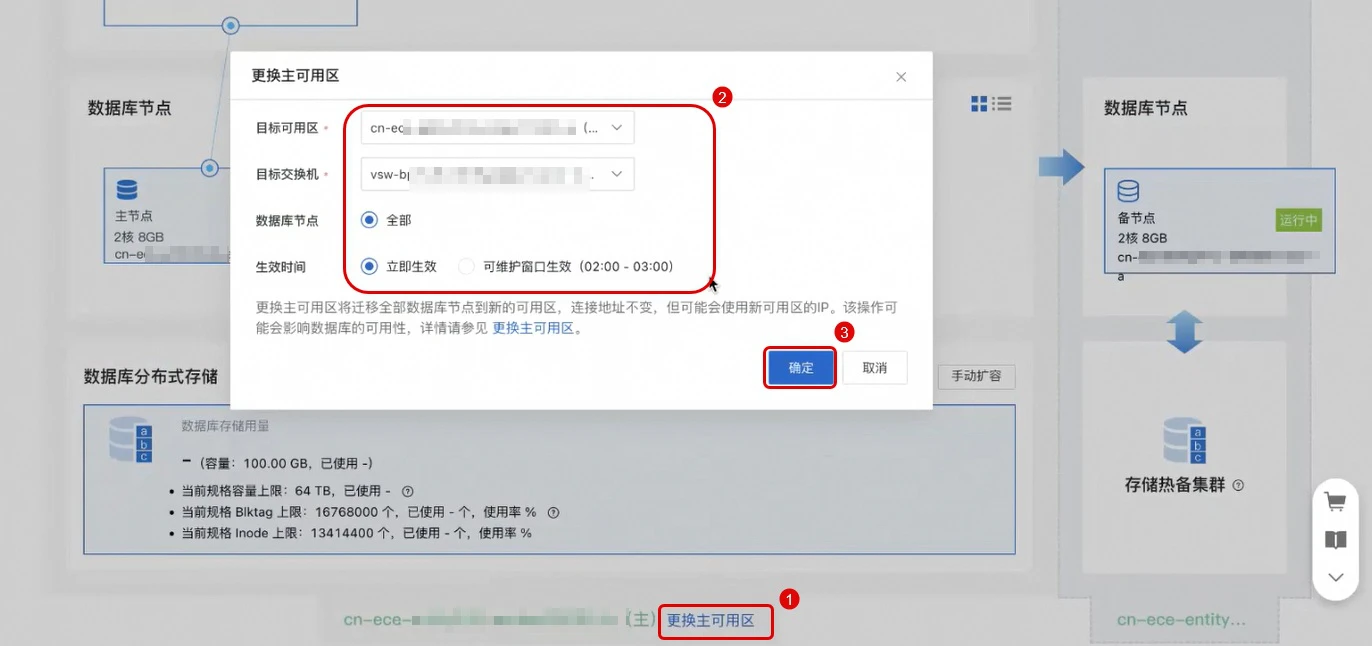 更换主可用区
2
数据库节点
数据库节点
目标可用区 *
cn-ec (...
目标交换机 *
vsw-bp .
主节点
2核 8GB
cn-e
数据库节点
全部
备节点
运行中
2核 8GB
cn-
a
生效时间
立即生效
可维护窗口生效（02:00 - 03:00）
更换主可用区将迁移全部数据库节点到新的可用区，连接地址不变，但可能会使用新可用区的IP。该操作可
能会影响数据库的可用性，详情请参见 更换主可用区。
3
确定
取消
数据库分布式存储
手动扩容
a
b
c
数据库存储用量
-（容量：100.00 GB，已使用 -）
• 当前规格容量上限：64 TB，已使用 -
• 当前规格 Blktag 上限：16768000 个，已使用 - 个，使用率 %
• 当前规格 Inode 上限：13414400 个，已使用 - 个，使用率 %
a
b
c
存储热备集群
1
cn-ece- (主) 更换主可用区
cn-ece-entity...